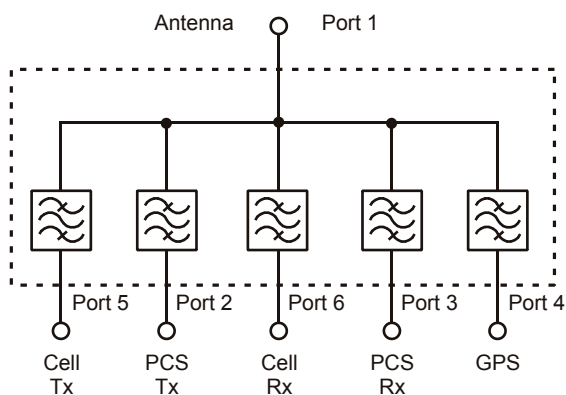 Antenna Port 1
Port 5 Port 2 Port 6 Port 3 Port 4
Cell PCS Cell PCS GPS
Tx Tx Rx Rx